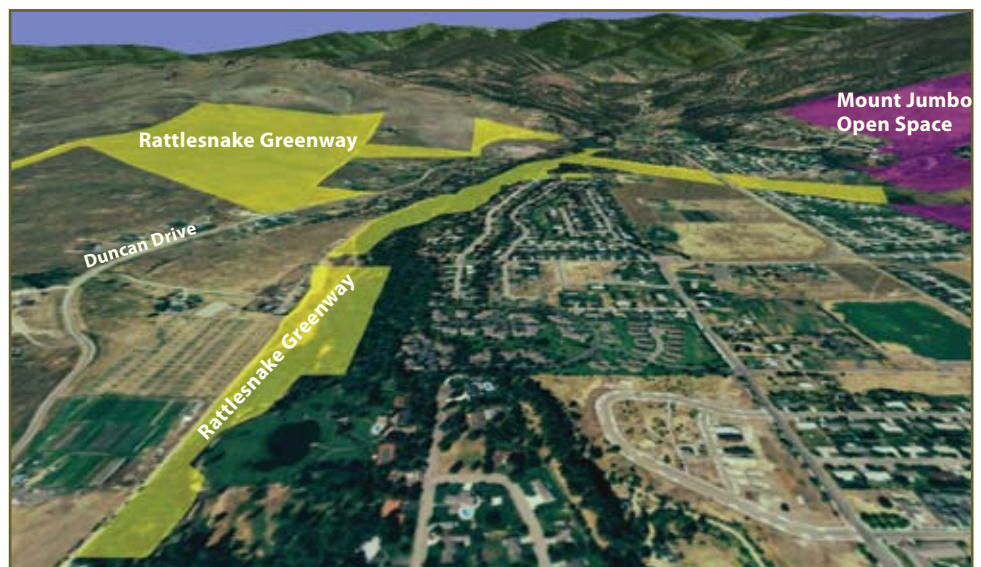 Rattlesnake Greenway
Mount Jumbo
Open Space
Duncan Drive
Rattlesnake Greenway